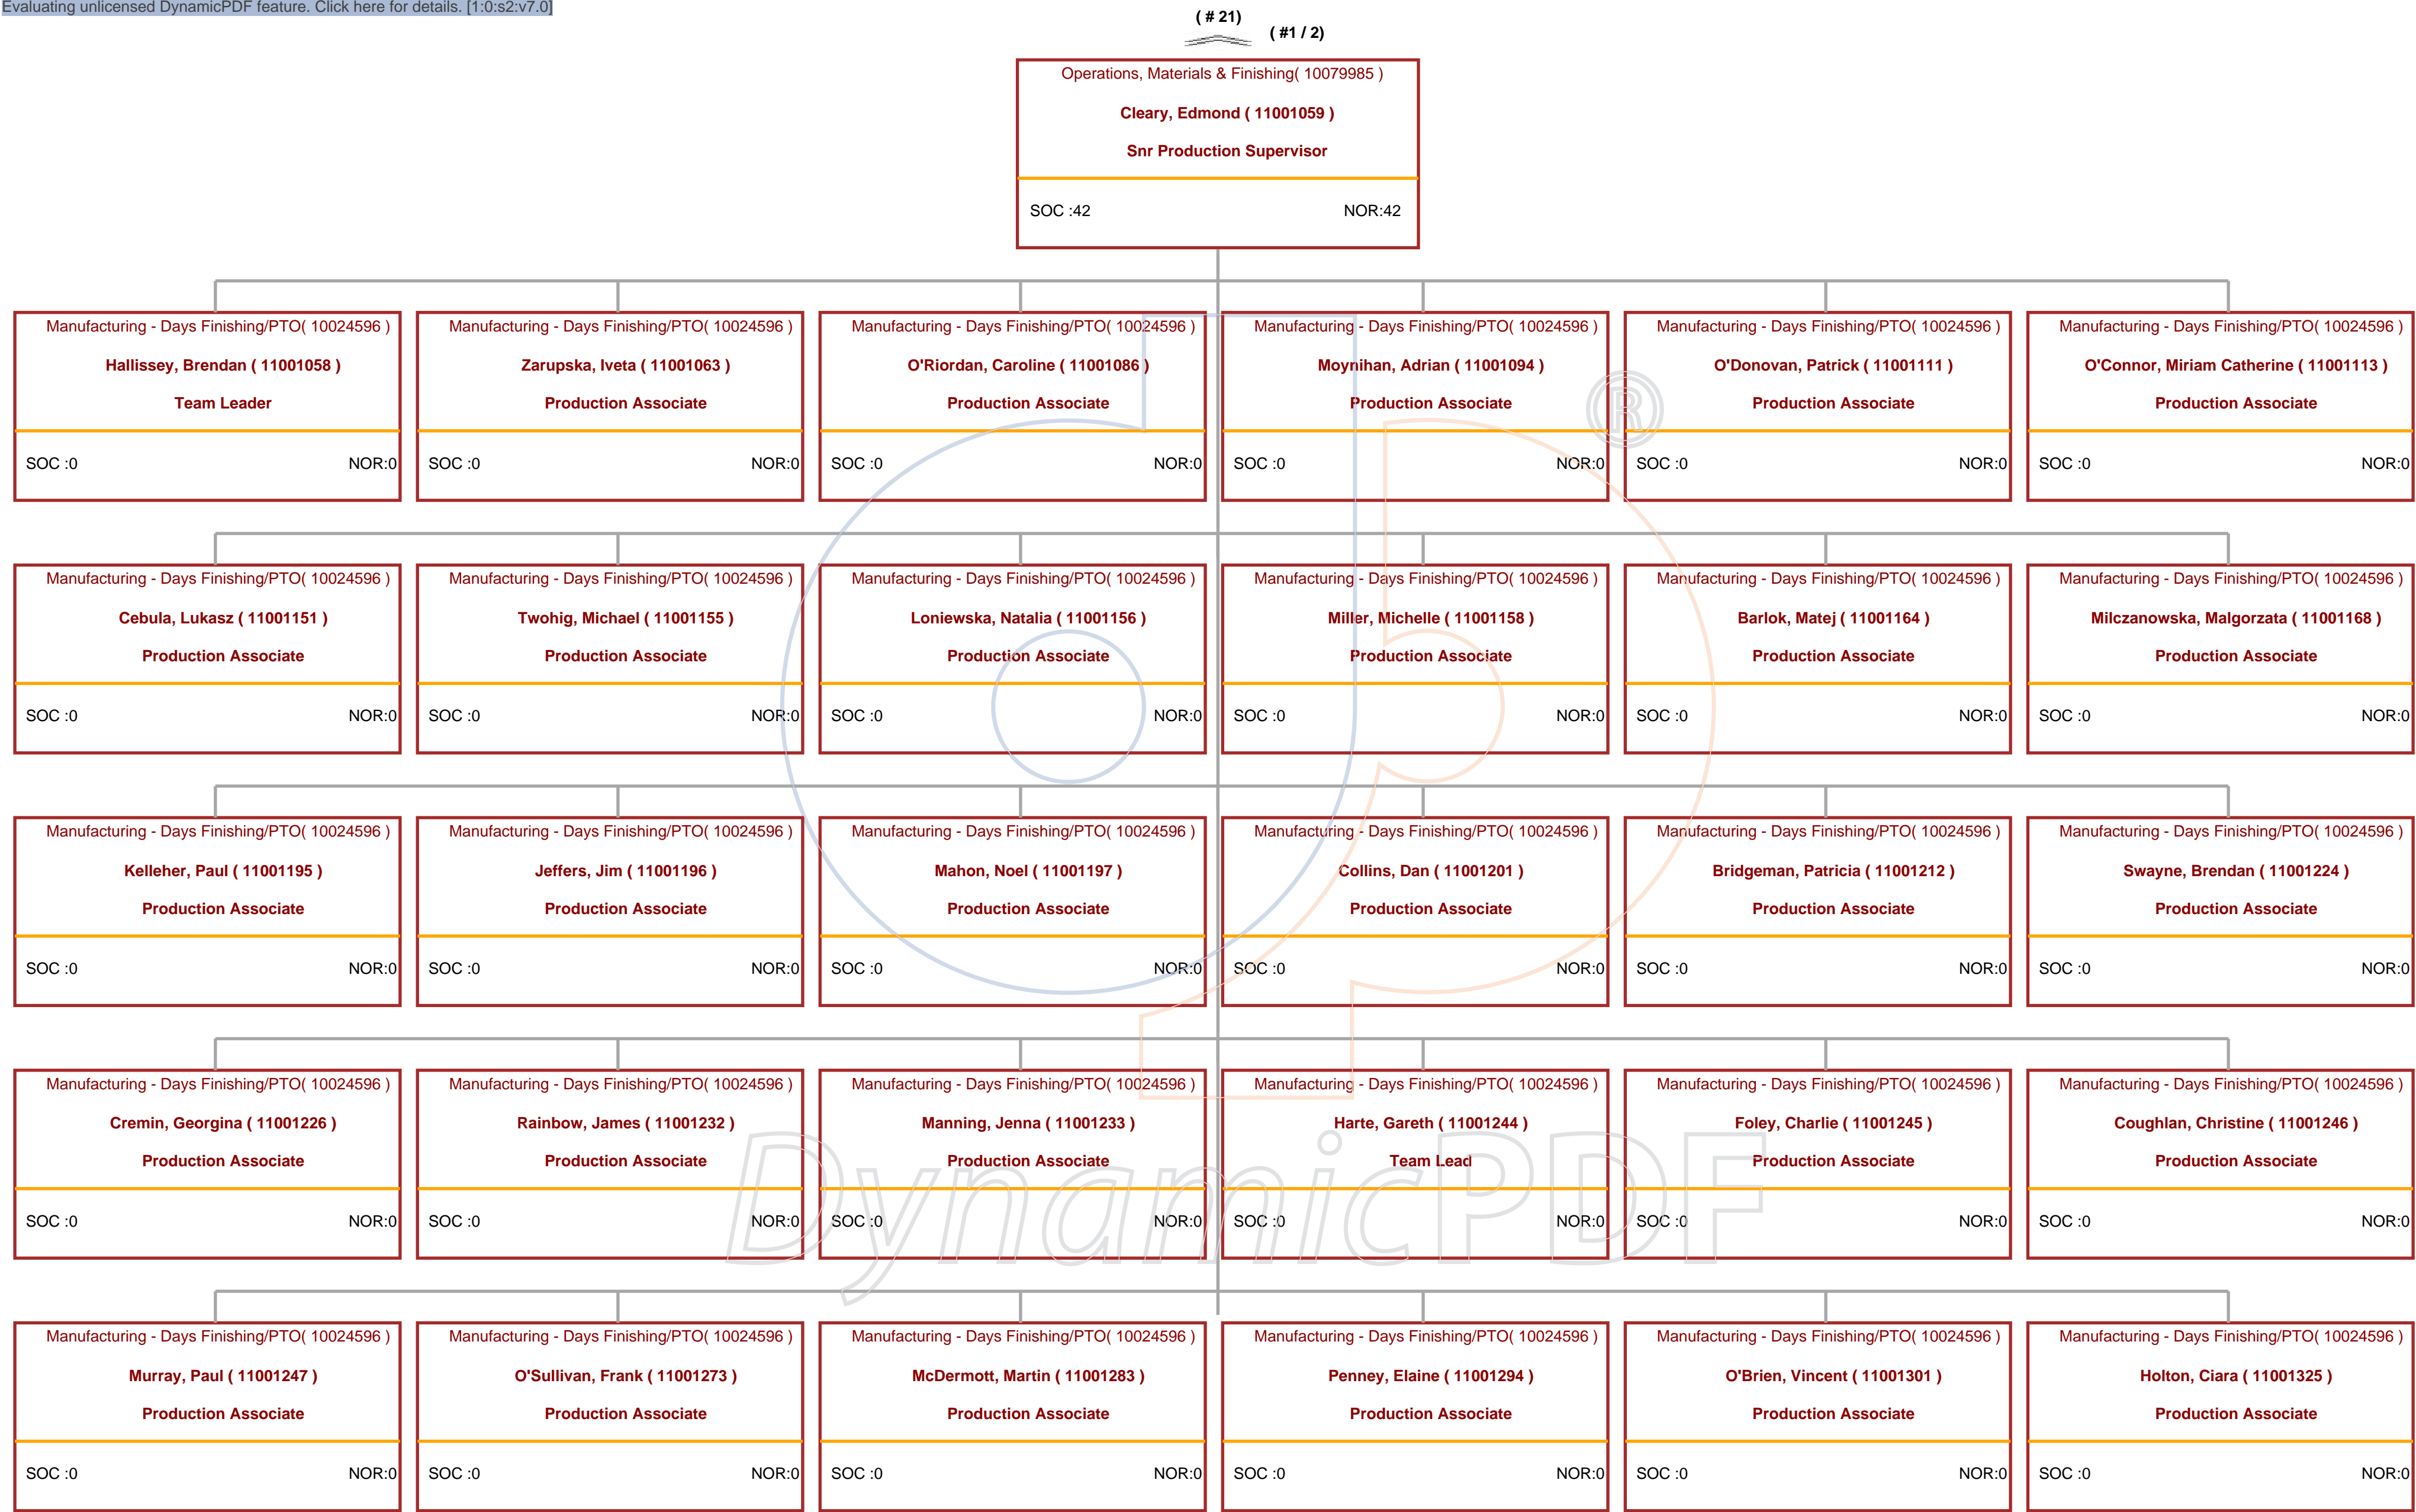 Evaluating unlicensed DynamicPDF feature. Click here for details. [1:0:s2:v7.0]
( # 21)
( #1 / 2)
Operations, Materials & Finishing( 10079985 )
Cleary, Edmond ( 11001059 )
Snr Production Supervisor
SOC :42 NOR:42
Manufacturing - Days Finishing/PTO( 10024596 )
Hallissey, Brendan ( 11001058 )
Team Leader
SOC :0 NOR:0
Manufacturing - Days Finishing/PTO( 10024596 )
Zarupska, Iveta ( 11001063 )
Production Associate
SOC :0 NOR:0
Manufacturing - Days Finishing/PTO( 10024596 )
O'Riordan, Caroline ( 11001086 )
Production Associate
SOC :0 NOR:0
Manufacturing - Days Finishing/PTO( 10024596 )
Moynihan, Adrian ( 11001094 )
Production Associate
SOC :0 NOR:0
Manufacturing - Days Finishing/PTO( 10024596 )
O'Donovan, Patrick ( 11001111 )
Production Associate
SOC :0 NOR:0
Manufacturing - Days Finishing/PTO( 10024596 )
O'Connor, Miriam Catherine ( 11001113 )
Production Associate
SOC :0 NOR:0
Manufacturing - Days Finishing/PTO( 10024596 )
Cebula, Lukasz ( 11001151 )
Production Associate
SOC :0 NOR:0
Manufacturing - Days Finishing/PTO( 10024596 )
Twohig, Michael ( 11001155 )
Production Associate
SOC :0 NOR:0
Manufacturing - Days Finishing/PTO( 10024596 )
Loniewska, Natalia ( 11001156 )
Production Associate
SOC :0 NOR:0
Manufacturing - Days Finishing/PTO( 10024596 )
Miller, Michelle ( 11001158 )
Production Associate
SOC :0 NOR:0
Manufacturing - Days Finishing/PTO( 10024596 )
Barlok, Matej ( 11001164 )
Production Associate
SOC :0 NOR:0
Manufacturing - Days Finishing/PTO( 10024596 )
Milczanowska, Malgorzata ( 11001168 )
Production Associate
SOC :0 NOR:0
Manufacturing - Days Finishing/PTO( 10024596 )
Kelleher, Paul ( 11001195 )
Production Associate
SOC :0 NOR:0
Manufacturing - Days Finishing/PTO( 10024596 )
Jeffers, Jim ( 11001196 )
Production Associate
SOC :0 NOR:0
Manufacturing - Days Finishing/PTO( 10024596 )
Mahon, Noel ( 11001197 )
Production Associate
SOC :0 NOR:0
Manufacturing - Days Finishing/PTO( 10024596 )
Collins, Dan ( 11001201 )
Production Associate
SOC :0 NOR:0
Manufacturing - Days Finishing/PTO( 10024596 )
Bridgeman, Patricia ( 11001212 )
Production Associate
SOC :0 NOR:0
Manufacturing - Days Finishing/PTO( 10024596 )
Swayne, Brendan ( 11001224 )
Production Associate
SOC :0 NOR:0
Manufacturing - Days Finishing/PTO( 10024596 )
Cremin, Georgina ( 11001226 )
Production Associate
SOC :0 NOR:0
Manufacturing - Days Finishing/PTO( 10024596 )
Rainbow, James ( 11001232 )
Production Associate
SOC :0 NOR:0
Manufacturing - Days Finishing/PTO( 10024596 )
Manning, Jenna ( 11001233 )
Production Associate
SOC :0 NOR:0
Manufacturing - Days Finishing/PTO( 10024596 )
Harte, Gareth ( 11001244 )
Team Lead
SOC :0 NOR:0
Manufacturing - Days Finishing/PTO( 10024596 )
Foley, Charlie ( 11001245 )
Production Associate
SOC :0 NOR:0
Manufacturing - Days Finishing/PTO( 10024596 )
Coughlan, Christine ( 11001246 )
Production Associate
SOC :0 NOR:0
Manufacturing - Days Finishing/PTO( 10024596 )
Murray, Paul ( 11001247 )
Production Associate
SOC :0 NOR:0
Manufacturing - Days Finishing/PTO( 10024596 )
O'Sullivan, Frank ( 11001273 )
Production Associate
SOC :0 NOR:0
Manufacturing - Days Finishing/PTO( 10024596 )
McDermott, Martin ( 11001283 )
Production Associate
SOC :0 NOR:0
Manufacturing - Days Finishing/PTO( 10024596 )
Penney, Elaine ( 11001294 )
Production Associate
SOC :0 NOR:0
Manufacturing - Days Finishing/PTO( 10024596 )
O'Brien, Vincent ( 11001301 )
Production Associate
SOC :0 NOR:0
Manufacturing - Days Finishing/PTO( 10024596 )
Holton, Ciara ( 11001325 )
Production Associate
SOC :0 NOR:0
®
DynamicPDF